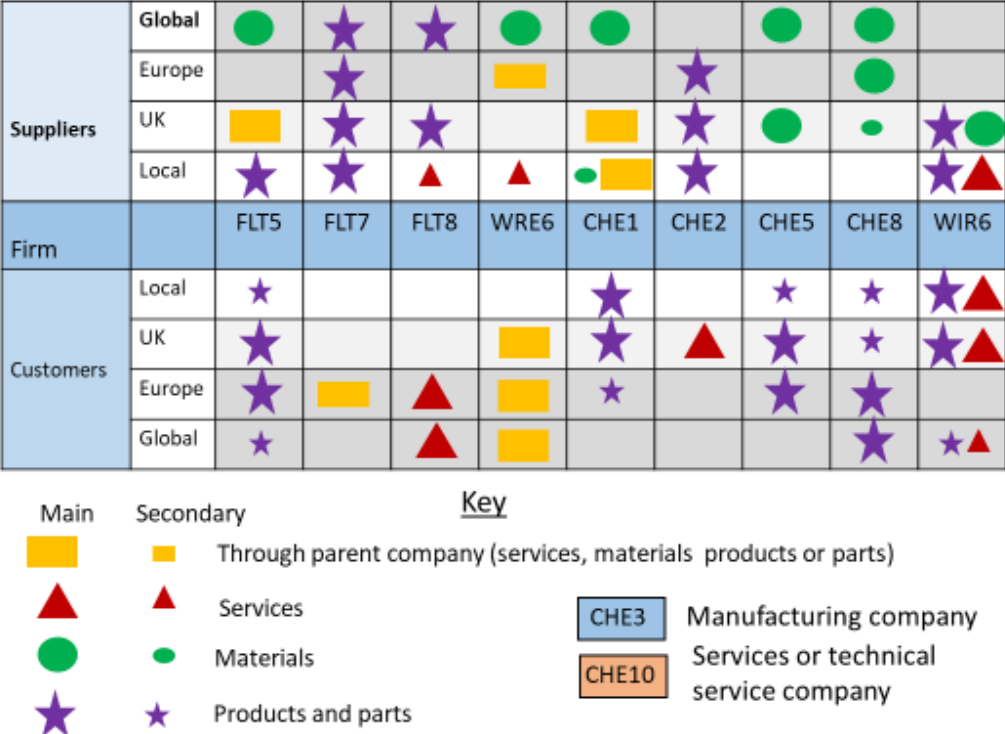 Global
Europe
Suppliers UK
Local
Firm FLT5 FLT7 FLT8 WRE6 CHE1 CHE2 CHE5 CHE8 WIR6
Local
UK
Customers
Europe
Global
Key
Main Secondary
Through parent company (services, materials products or parts)
Services
Materials
Products and parts
CHE3 Manufacturing company
CHE10 Services or technical
service company